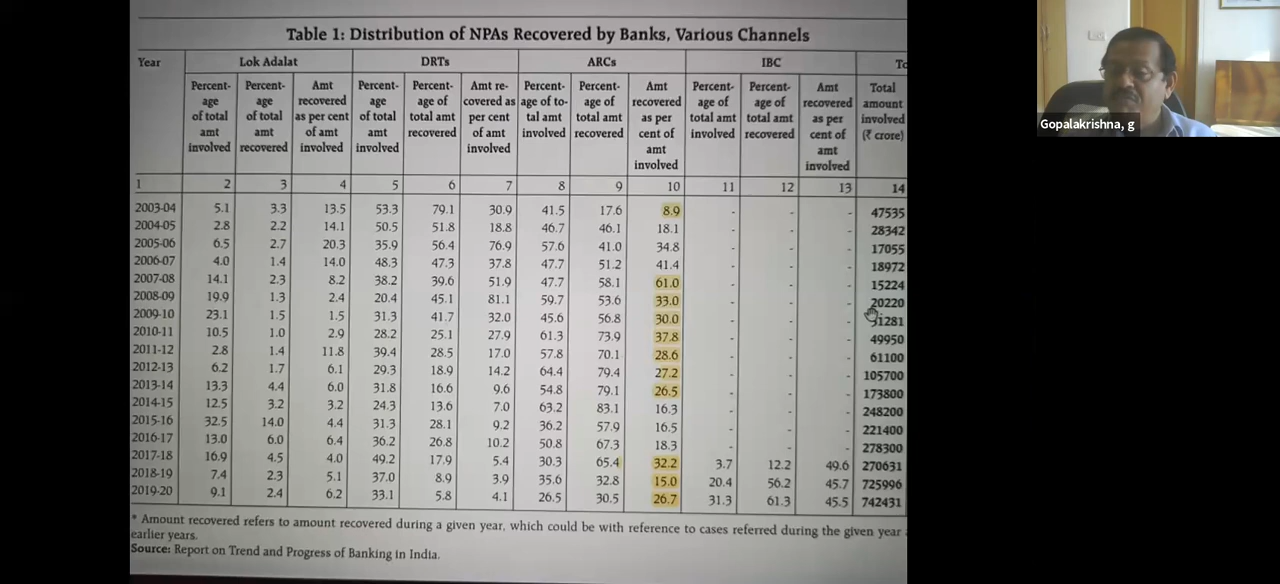 Table 1: Distribution of NPAs Recovered by Banks, Various Channels
Year Lok Adalat DRTs ARCs IBC To
Percent- Percent- Amt Percent- Percent- Amt re- Percent- Percent- Amt Percent- Percent- Amt Total
age age recovered age age of covered as age of to- age of recovered age of age of recovered amount
of total of total as per cent of total total amt per cent tal amt total amt as per total amt total amt as per involved
amt amt of amt amt recovered of amt involved recovered cent of involved recovered cent of (₹ crore)
involved recovered involved involved involved amt amt
involved involved
1 2 3 4 5 6 7 8 9 10 11 12 13 14
2003-04 5.1 3.3 13.5 53.3 79.1 30.9 41.5 17.6 8.9 - - - 47535
2004-05 2.8 2.2 14.1 50.5 51.8 18.8 46.7 46.1 18.1 - - - 28342
2005-06 6.5 2.7 20.3 35.9 56.4 76.9 57.6 41.0 34.8 - - - 17055
2006-07 4.0 1.4 14.0 48.3 47.3 37.8 47.7 51.2 41.4 - - - 18972
2007-08 14.1 2.3 8.2 38.2 39.6 51.9 47.7 58.1 61.0 - - - 15224
2008-09 19.9 1.3 2.4 20.4 45.1 81.1 59.7 53.6 33.0 - - - 20220
2009-10 23.1 1.5 1.5 31.3 41.7 32.0 45.6 56.8 30.0 - - - 31281
2010-11 10.5 1.0 2.9 28.2 25.1 27.9 61.3 73.9 37.8 - - - 49950
2011-12 2.8 1.4 11.8 39.4 28.5 17.0 57.8 70.1 28.6 - - - 61100
2012-13 6.2 1.7 6.1 29.3 18.9 14.2 64.4 79.4 27.2 - - - 105700
2013-14 13.3 4.4 6.0 31.8 16.6 9.6 54.8 79.1 26.5 - - - 173800
2014-15 12.5 3.2 3.2 24.3 13.6 7.0 63.2 83.1 16.3 - - - 248200
2015-16 32.5 14.0 4.4 31.3 28.1 9.2 36.2 57.9 16.5 - - - 221400
2016-17 13.0 6.0 6.4 36.2 26.8 10.2 50.8 67.3 18.3 - - - 278300
2017-18 16.9 4.5 4.0 49.2 17.9 5.4 30.3 65.4 32.2 3.7 12.2 49.6 270631
2018-19 7.4 2.3 5.1 37.0 8.9 3.9 35.6 32.8 15.0 20.4 56.2 45.7 725996
2019-20 9.1 2.4 6.2 33.1 5.8 4.1 26.5 30.5 26.7 31.3 61.3 45.5 742431
* Amount recovered refers to amount recovered during a given year, which could be with reference to cases referred during the given year
earlier years.
Source: Report on Trend and Progress of Banking in India.
Gopalakrishna, g